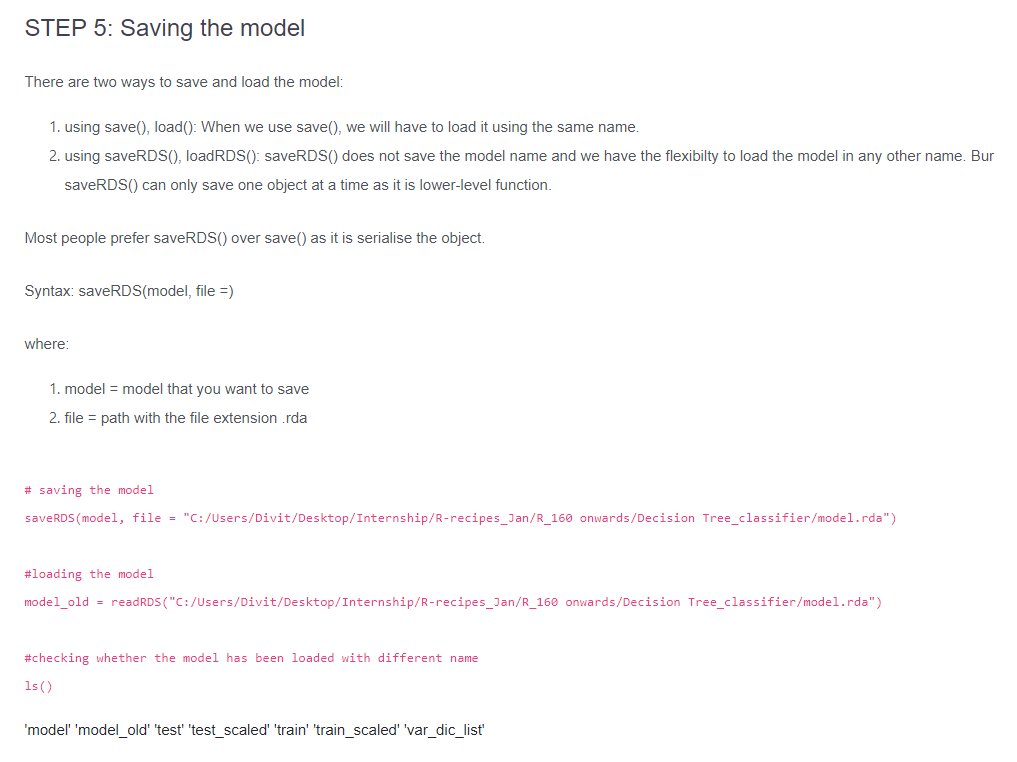 STEP 5: Saving the model
There are two ways to save and load the model:
1. using save(), load(): When we use save(), we will have to load it using the same name.
2. using saveRDS(), loadRDS(): saveRDS() does not save the model name and we have the flexibilty to load the model in any other name. Bur
saveRDS() can only save one object at a time as it is lower-level function.
Most people prefer saveRDS() over save() as it is serialise the object.
Syntax: saveRDS(model, file =)
where:
1. model = model that you want to save
2. file = path with the file extension .rda
# saving the model
saveRDS(model, file = "C:/Users/Divit/Desktop/Internship/R-recipes_Jan/R_160 onwards/Decision Tree_classifier/model.rda")
#loading the model
model_old = readRDS("C:/Users/Divit/Desktop/Internship/R-recipes_Jan/R_160 onwards/Decision Tree_classifier/model.rda")
#checking whether the model has been loaded with different name
ls()
'model' 'model_old' 'test' 'test_scaled' 'train' 'train_scaled' 'var_dic_list'